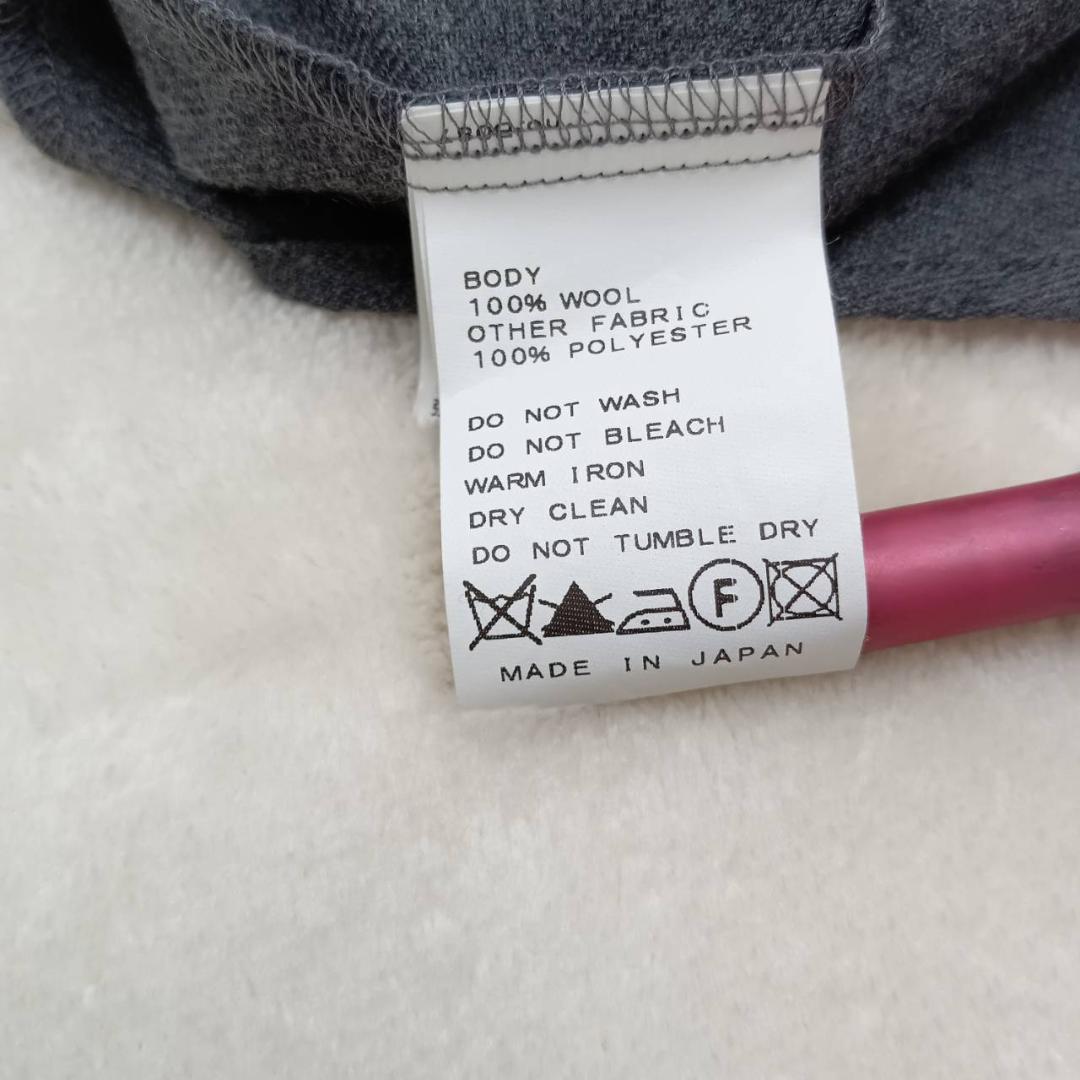 BODY
100% WOOL
OTHER FABRIC
100% POLYESTER
DO NOT WASH
DO NOT BLEACH
WARM IRON
DRY CLEAN
DO NOT TUMBLE DRY
F
MADE IN JAPAN